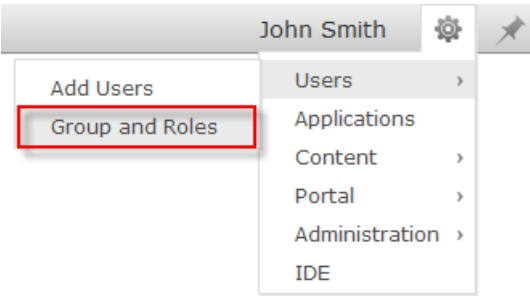 John Smith
Add Users
Group and Roles
Users
Applications
Content
Portal
Administration
IDE